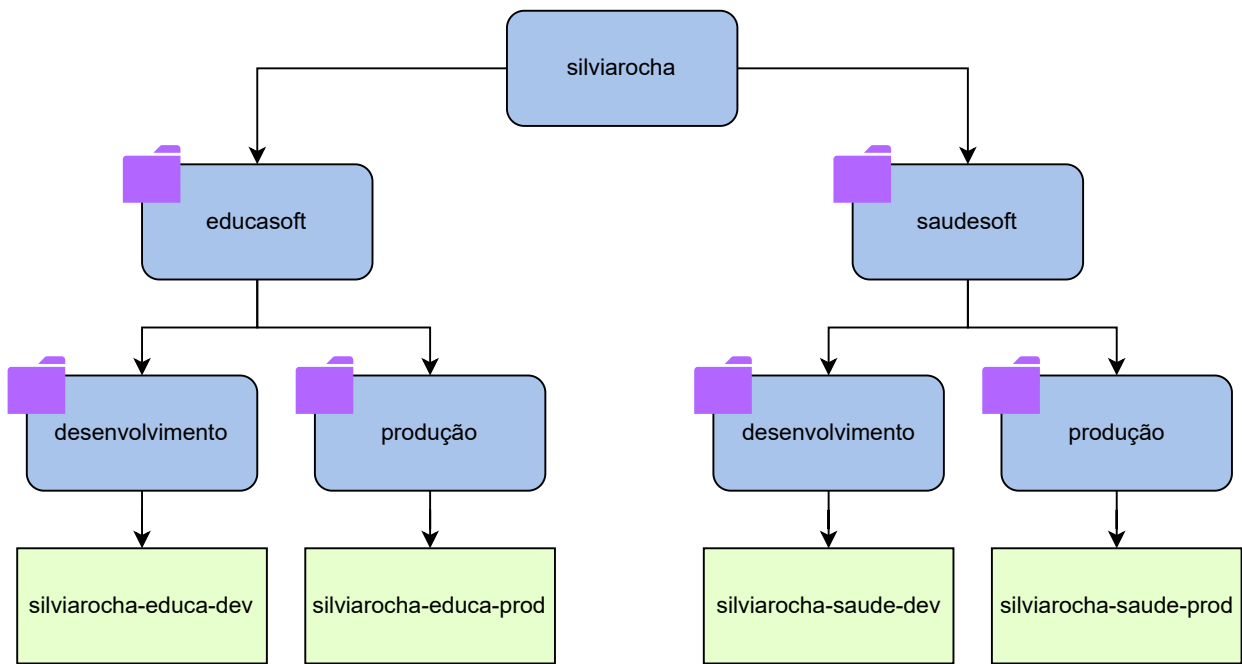 silviarocha
educasoft
saudesoft
desenvolvimento
produção
desenvolvimento
produção
silviarocha-educa-dev
silviarocha-educa-prod
silviarocha-saude-dev
silviarocha-saude-prod